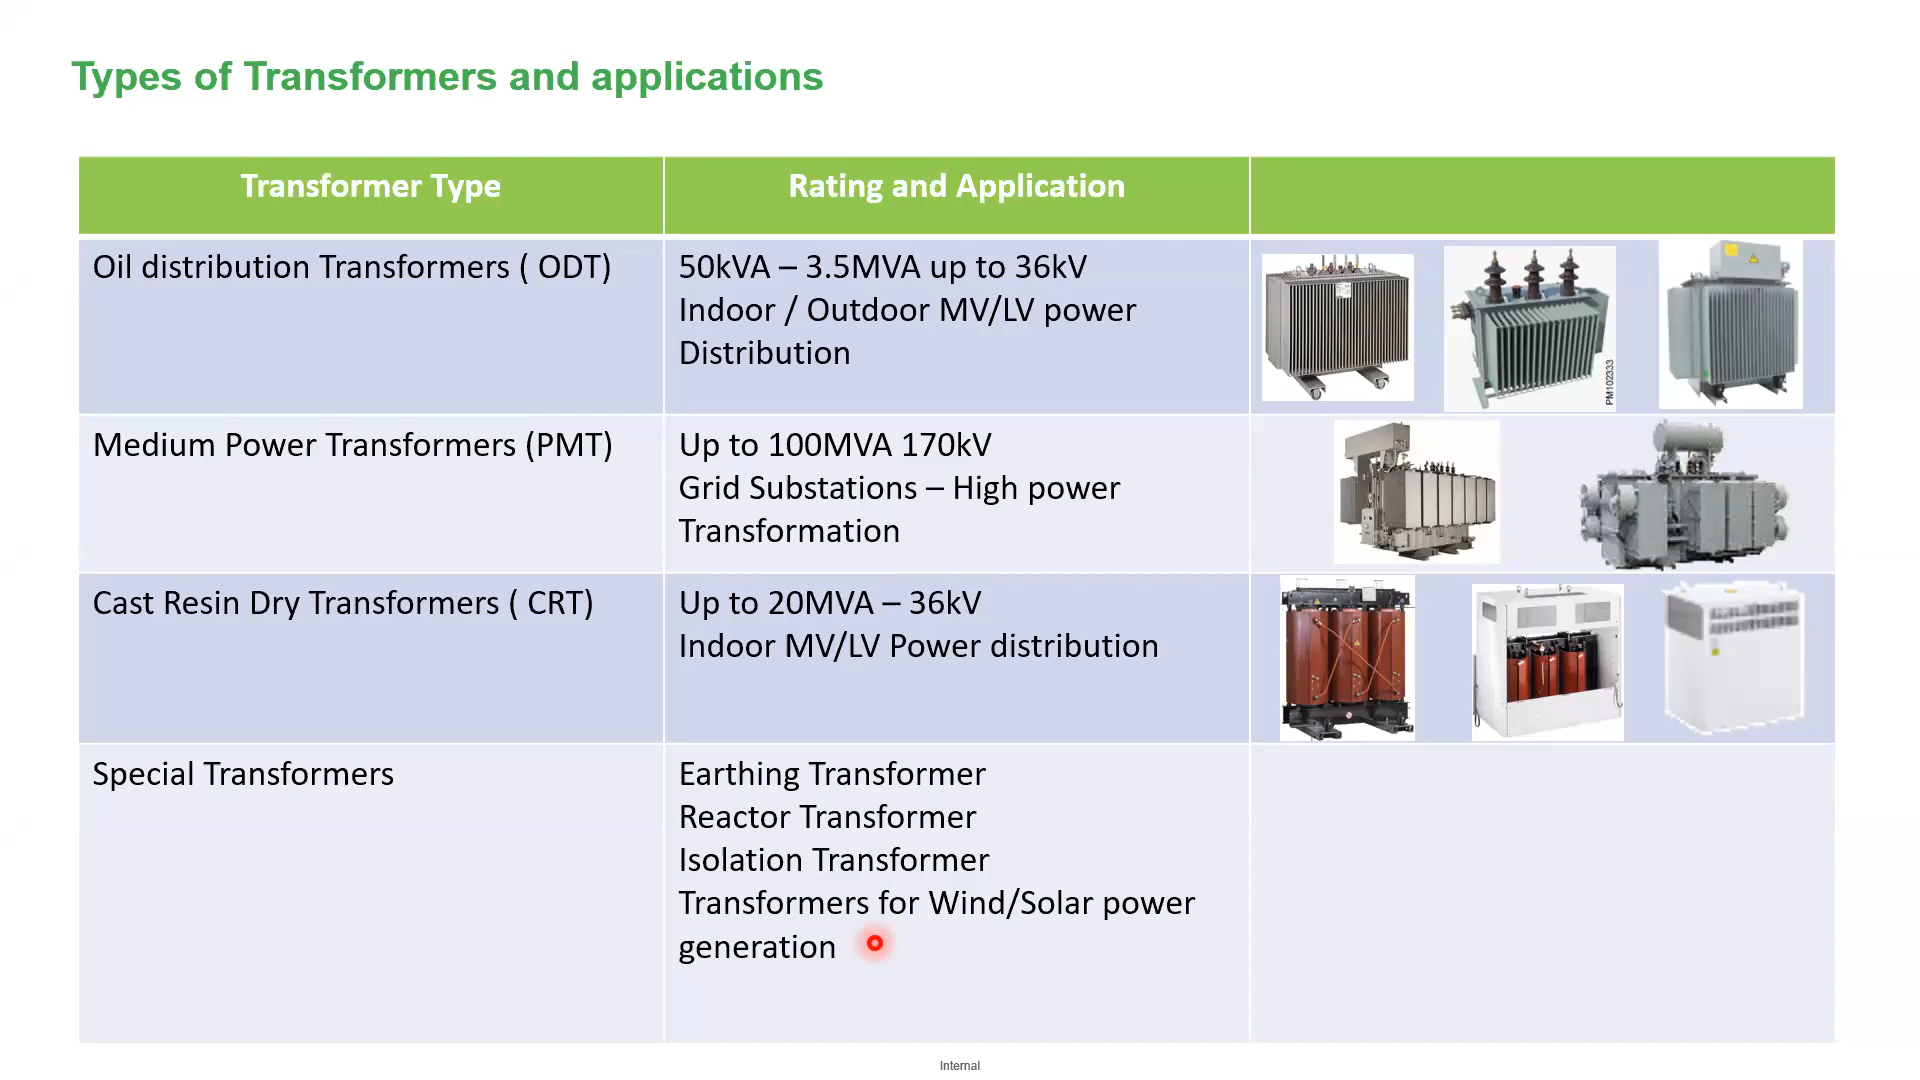 Types of Transformers and applications
Transformer Type
Rating and Application
Oil distribution Transformers ( ODT)
50kVA – 3.5MVA up to 36kV
Indoor / Outdoor MV/LV power
Distribution
PM102333
Medium Power Transformers (PMT)
Up to 100MVA 170kV
Grid Substations – High power
Transformation
Cast Resin Dry Transformers ( CRT)
Up to 20MVA – 36kV
Indoor MV/LV Power distribution
Special Transformers
Earthing Transformer
Reactor Transformer
Isolation Transformer
Transformers for Wind/Solar power
generation
Internal